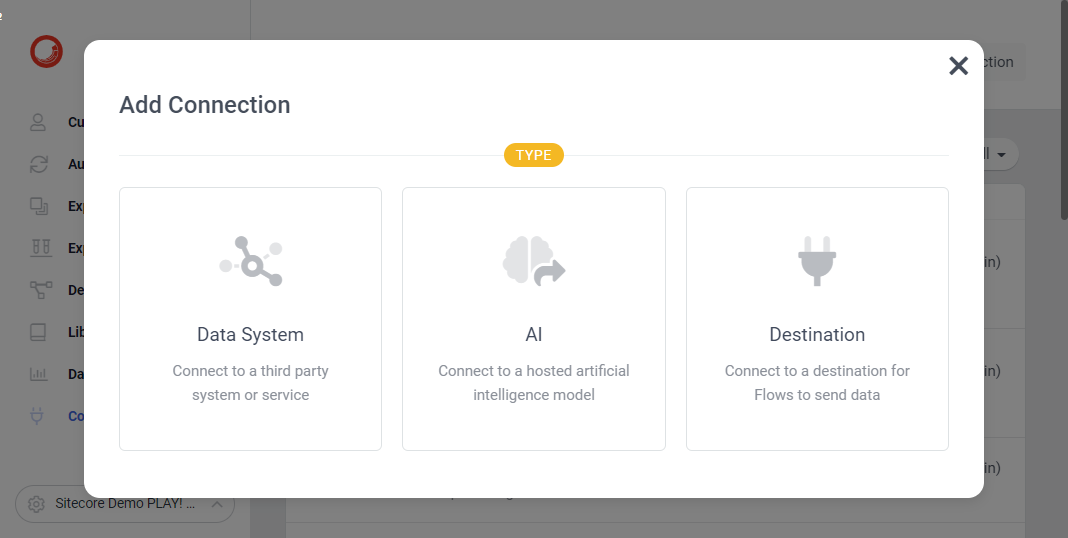 Add Connection
TYPE
Data System
Connect to a third party
system or service
AI
Connect to a hosted artificial
intelligence model
Destination
Connect to a destination for
Flows to send data
Cu
Au
Exp
Exp
De
Lib
Da
Co
Sitecore Demo PLAY! ...
ction
ll
in)
in)
in)